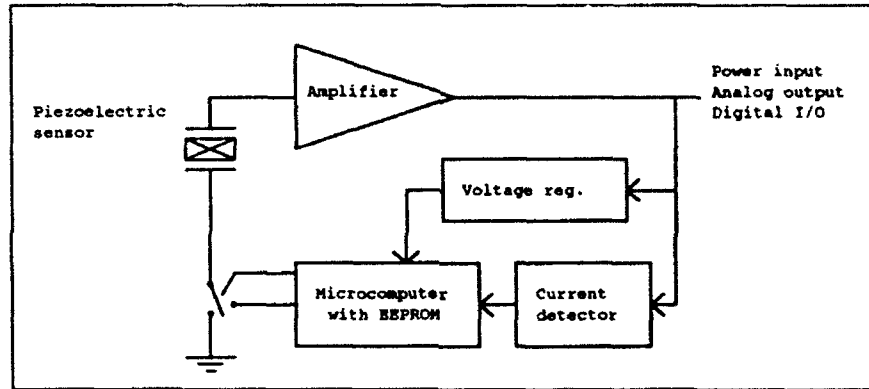 Piezoelectric
sensor
Amplifier
Power input
Analog output
Digital I/O
Voltage reg.
Microcomputer
with EEPROM
Current
detector